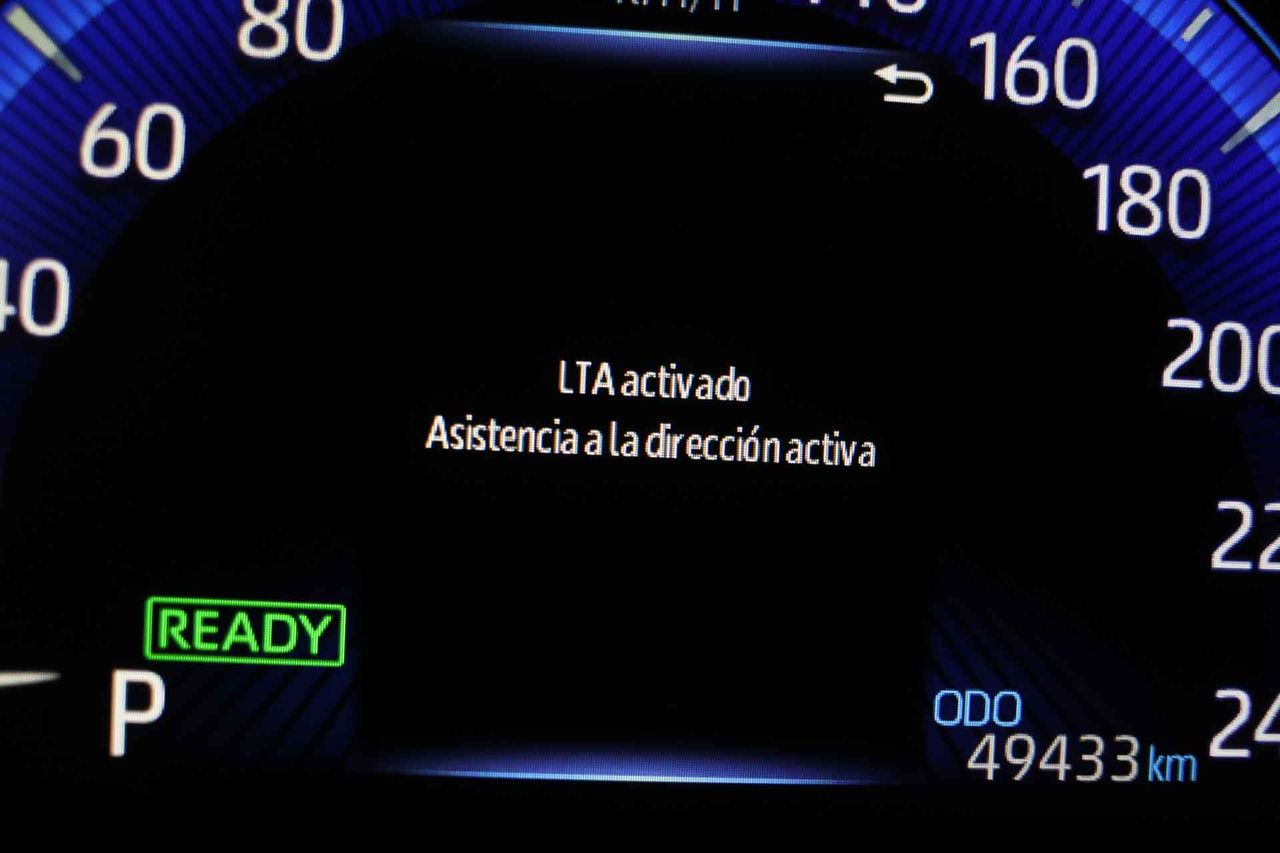 80
160
60
180
40
200
LTA activado
Asistencia a la dirección activa
READY
P
ODO
49433 km